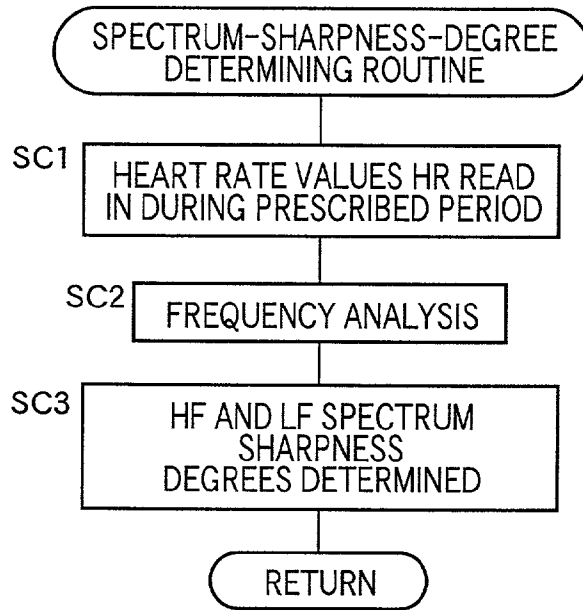 SPECTRUM-SHARPNESS-DEGREE
DETERMINING ROUTINE
SC1
HEART RATE VALUES HR READ
IN DURING PRESCRIBED PERIOD
SC2
FREQUENCY ANALYSIS
SC3
HF AND LF SPECTRUM
SHARPNESS
DEGREES DETERMINED
RETURN